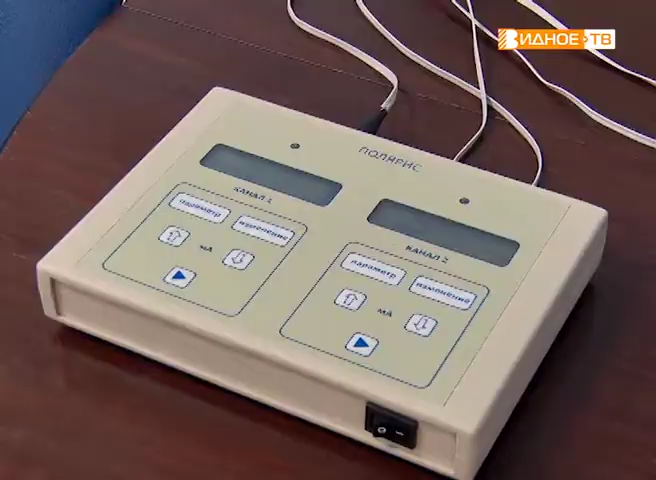 ВИДНОЕ-ТВ
ПОЛЯРИС
КАНАЛ 1
параметр изменение
мА
КАНАЛ 2
параметр изменение
мА